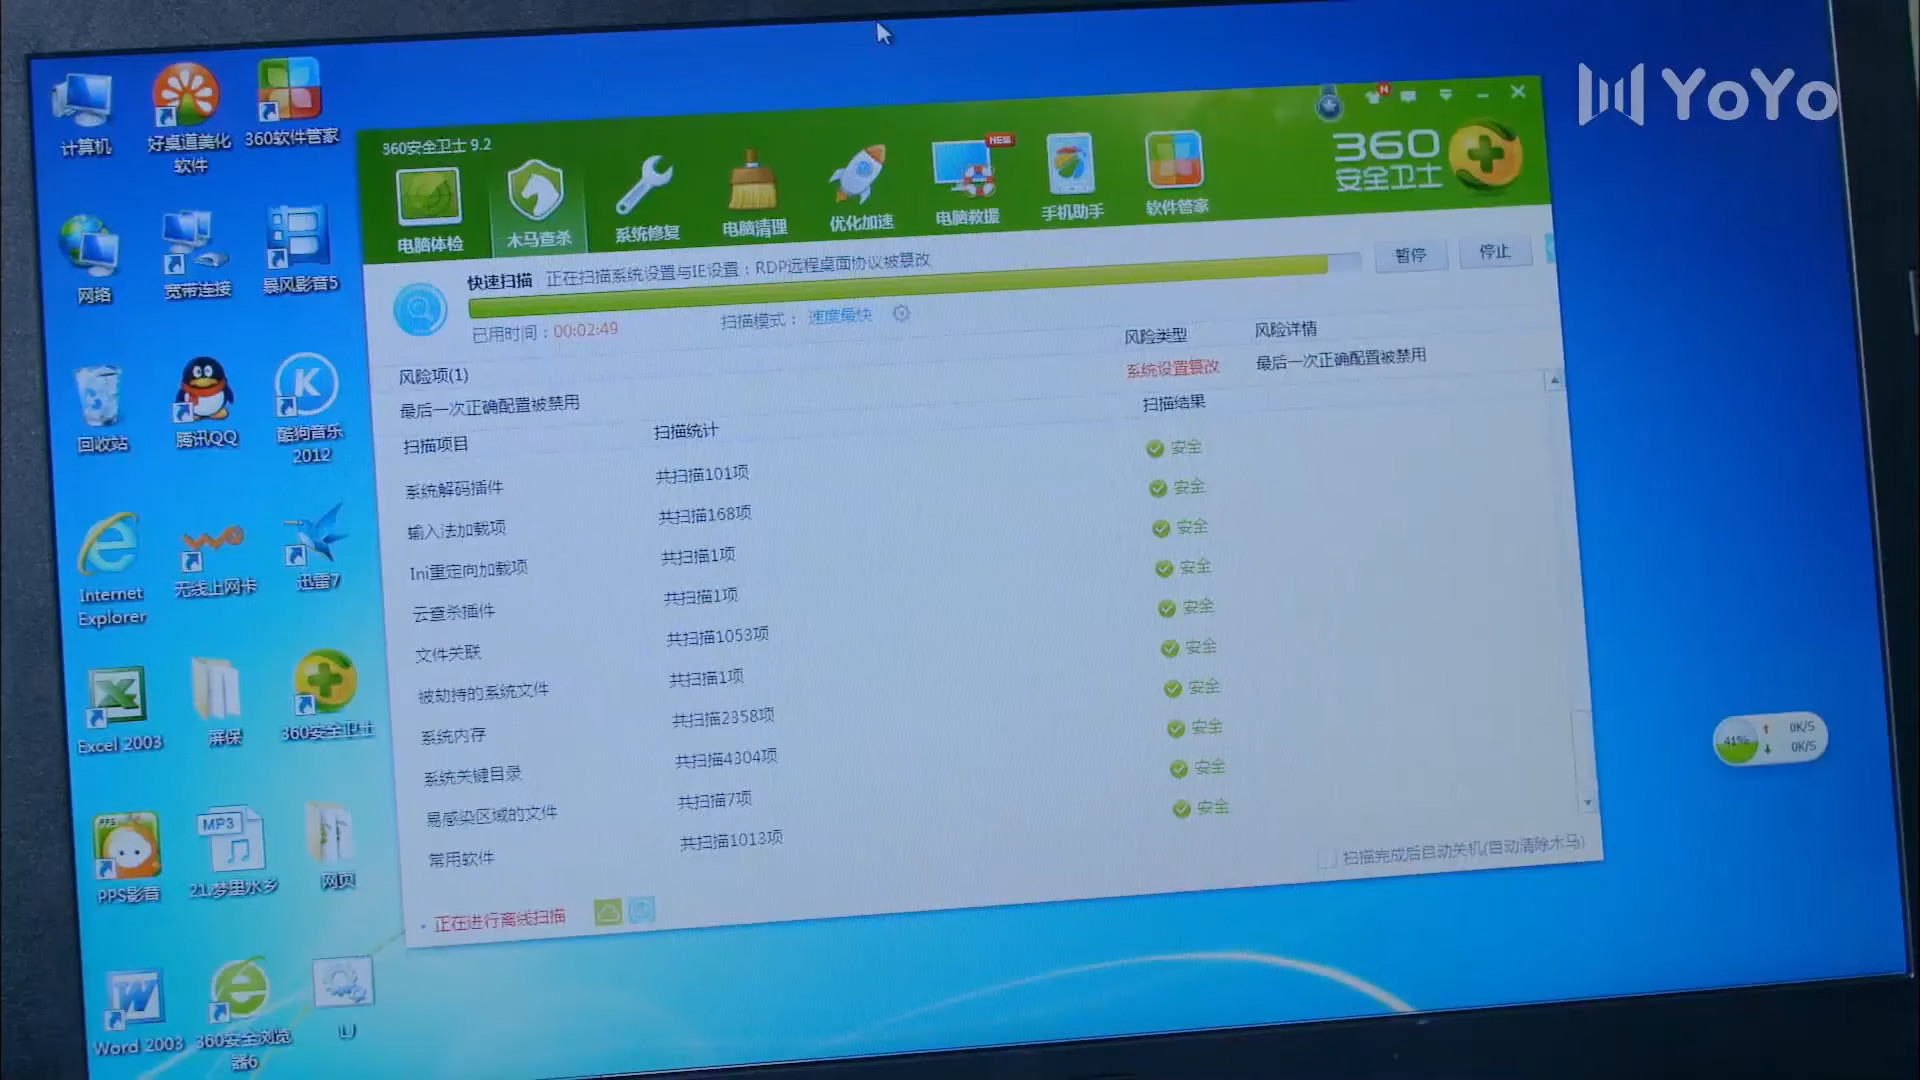 YoYo
计算机
好桌道美化
软件
360软件管家
网络
宽带连接
暴风影音5
回收站
腾讯QQ
酷狗音乐
2012
Internet
Explorer
无线上网卡
迅雷7
Excel 2003
屏保
360安全卫士
PPS
PPS影音
MP3
21.梦里水乡
网页
Word 2003
360安全浏览
器6
LJ
360安全卫士 9.2
N
360
安全卫士
电脑体检
木马查杀
系统修复
电脑清理
优化加速
NEW
电脑救援
手机助手
软件管家
快速扫描 正在扫描系统设置与IE设置：RDP远程桌面协议被篡改
暂停
停止
已用时间：00:02:49
扫描模式： 速度最快
风险项(1) 风险类型 风险详情
最后一次正确配置被禁用 系统设置篡改 最后一次正确配置被禁用
扫描项目 扫描统计 扫描结果
系统解码插件 共扫描101项 安全
输入法加载项 共扫描168项 安全
Ini重定向加载项 共扫描1项 安全
云查杀插件 共扫描1项 安全
文件关联 共扫描1053项 安全
被劫持的系统文件 共扫描1项 安全
系统内存 共扫描2358项 安全
系统关键目录 共扫描4304项 安全
易感染区域的文件 共扫描7项 安全
常用软件 共扫描1013项 安全
正在进行离线扫描
扫描完成后自动关机(自动清除木马)
41%
0K/S
0K/S